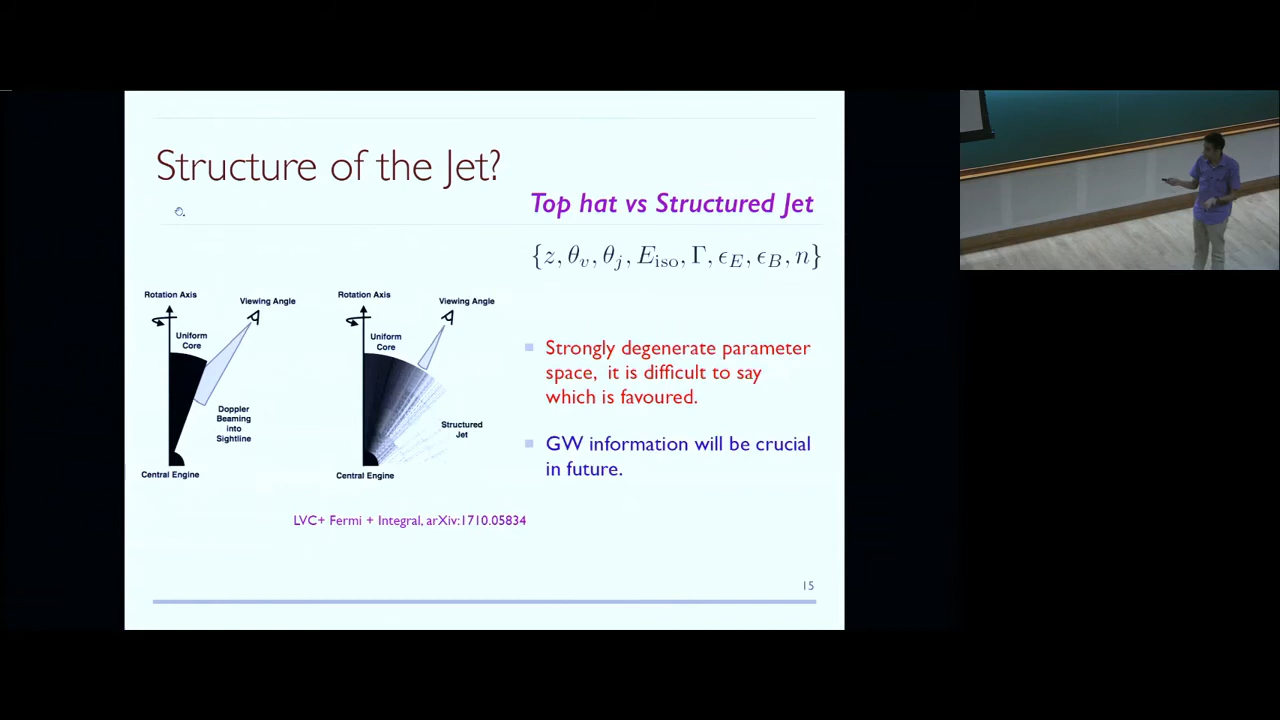 Structure of the Jet?
Top hat vs Structured Jet
{z, θ_v, θ_j, E_iso, Γ, ϵ_E, ϵ_B, n}
Rotation Axis
Viewing Angle
Uniform
Core
Doppler
Beaming
into
Sightline
Central Engine
Rotation Axis
Viewing Angle
Uniform
Core
Structured
Jet
Central Engine
Strongly degenerate parameter
space, it is difficult to say
which is favoured.
GW information will be crucial
in future.
LVC+ Fermi + Integral, arXiv:1710.05834
15